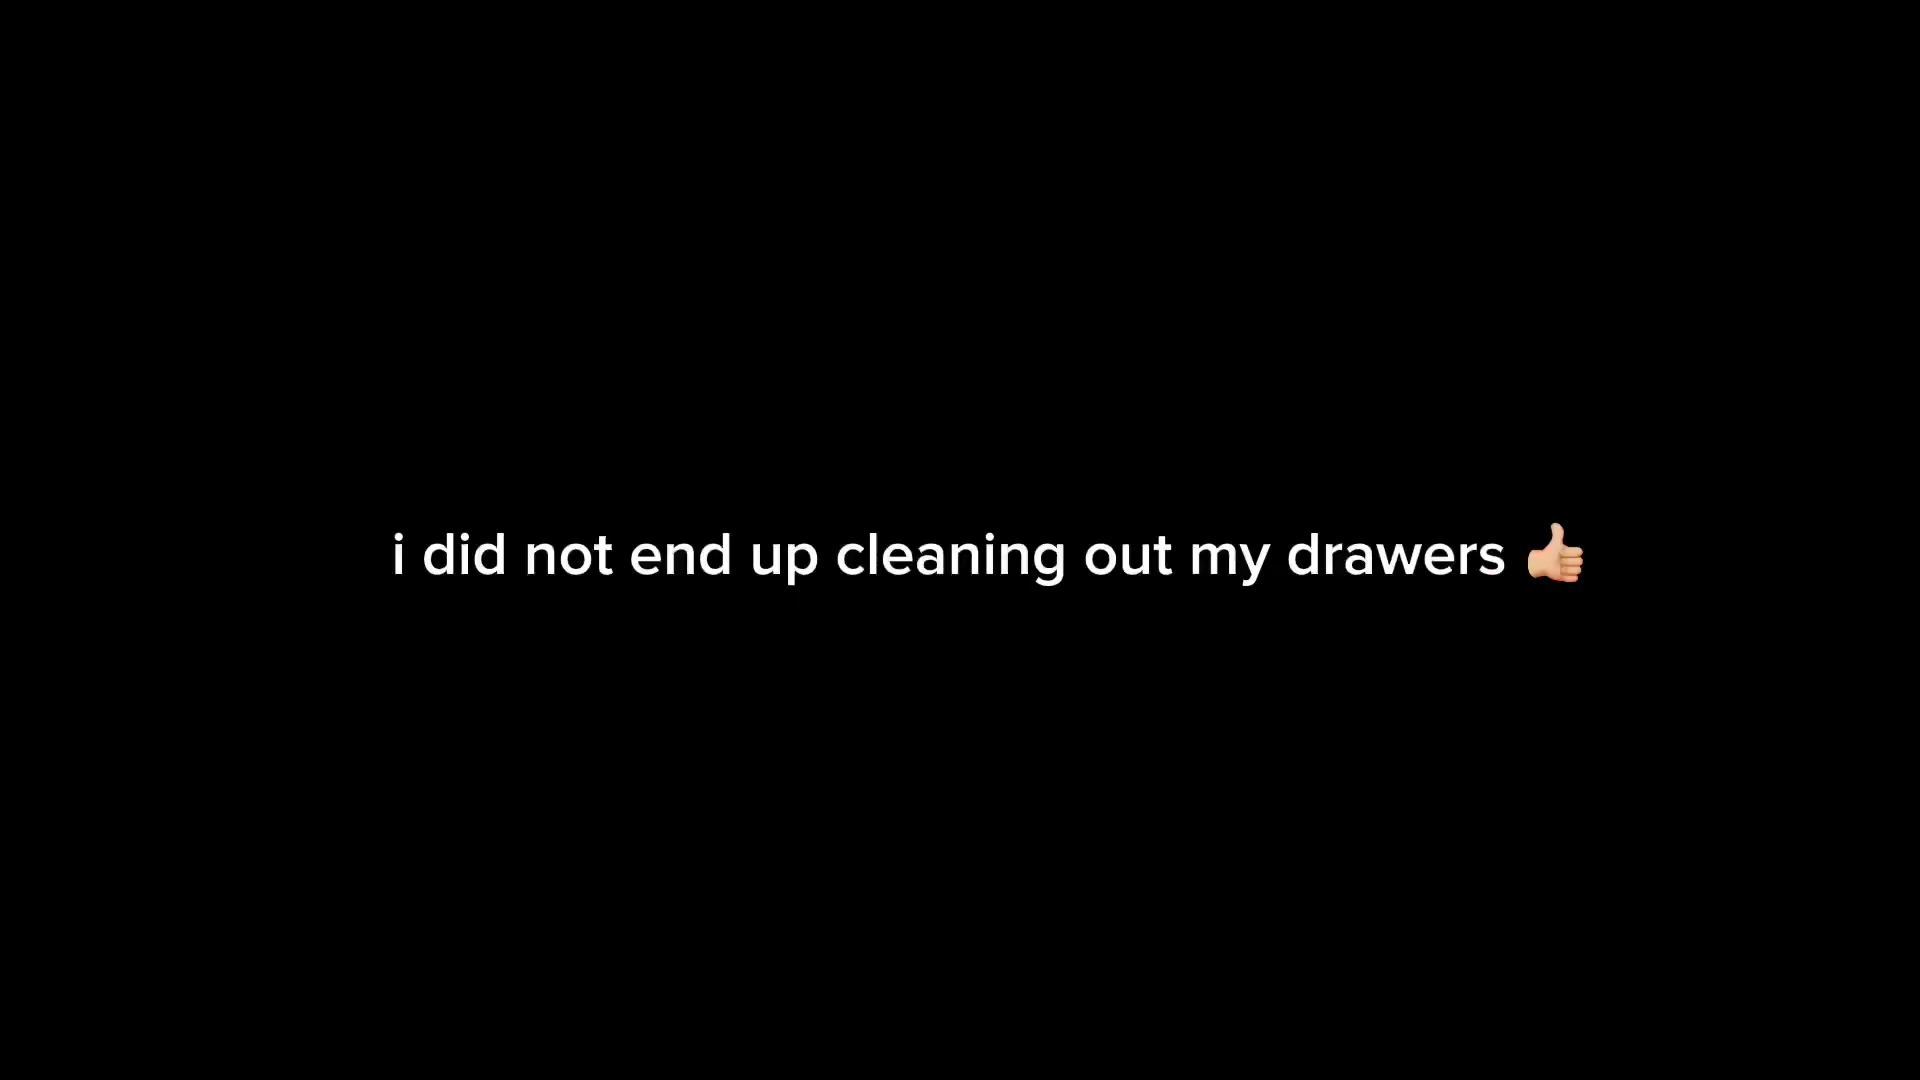 i did not end up cleaning out my drawers 👍🏼